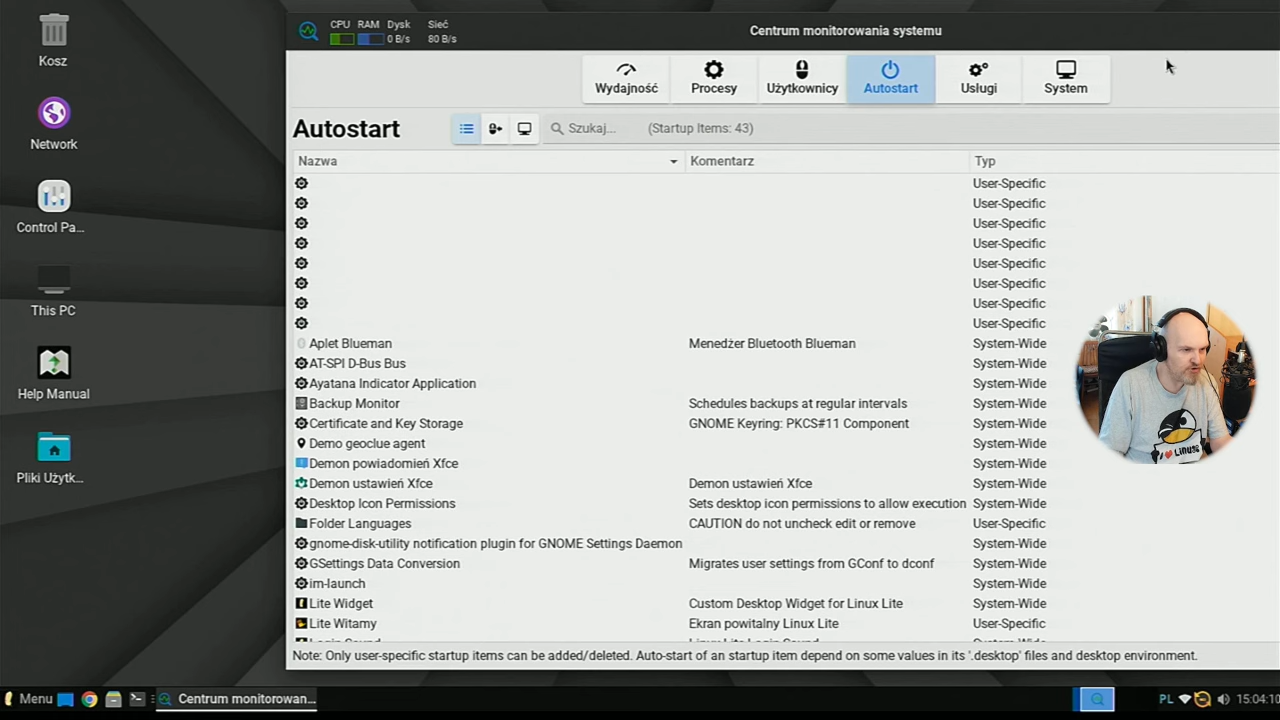 CPU RAM Dysk Sieć
0 B/s 80 B/s
Centrum monitorowania systemu
Kosz
Network
Control Pa...
This PC
Help Manual
Pliki Użytk...
Wydajność Procesy Użytkownicy Autostart Usługi System
Autostart
Szukaj... (Startup Items: 43)
Nazwa Komentarz Typ
User-Specific
User-Specific
User-Specific
User-Specific
User-Specific
User-Specific
User-Specific
User-Specific
Aplet Blueman Menedżer Bluetooth Blueman System-Wide
AT-SPI D-Bus Bus System-Wide
Ayatana Indicator Application System-Wide
Backup Monitor Schedules backups at regular intervals System-Wide
Certificate and Key Storage GNOME Keyring: PKCS#11 Component System-Wide
Demo geoclue agent System-Wide
Demon powiadomień Xfce System-Wide
Demon ustawień Xfce Demon ustawień Xfce System-Wide
Desktop Icon Permissions Sets desktop icon permissions to allow execution System-Wide
Folder Languages CAUTION do not uncheck edit or remove User-Specific
gnome-disk-utility notification plugin for GNOME Settings Daemon System-Wide
GSettings Data Conversion Migrates user settings from GConf to dconf System-Wide
im-launch System-Wide
Lite Widget Custom Desktop Widget for Linux Lite System-Wide
Lite Witamy Ekran powitalny Linux Lite User-Specific
Login Sound Linux Lite Login Sound System-Wide
Note: Only user-specific startup items can be added/deleted. Auto-start of an startup item depend on some values in its '.desktop' files and desktop environment.
I Linux
Menu Centrum monitorowan... PL 15:04:10